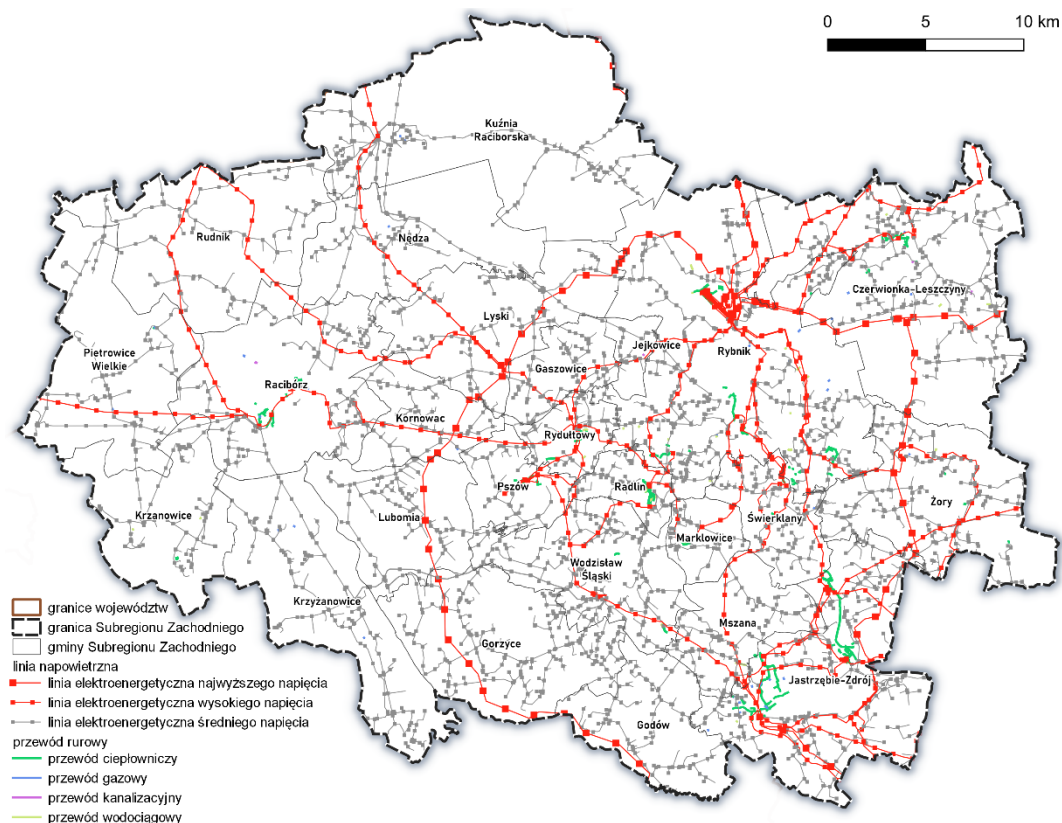 0 5 10 km
Kuźnia
Raciborska
Rudnik
Nędza
Czerwionka-Leszczyny
Lyski
Jejkowice
Rybnik
Pietrowice
Wielkie
Gaszowice
Racibórz
Kornowac
Rydułtowy
Pszów
Radlin
Żory
Krzanowice
Lubomia
Świerklany
Marklowice
Wodzisław
Śląski
Krzyżanowice
Mszana
Gorzyce
Jastrzębie-Zdrój
Godów
granice województw
granica Subregionu Zachodniego
gminy Subregionu Zachodniego
linia napowietrzna
linia elektroenergetyczna najwyższego napięcia
linia elektroenergetyczna wysokiego napięcia
linia elektroenergetyczna średniego napięcia
przewód rurowy
przewód ciepłowniczy
przewód gazowy
przewód kanalizacyjny
przewód wodociągowy